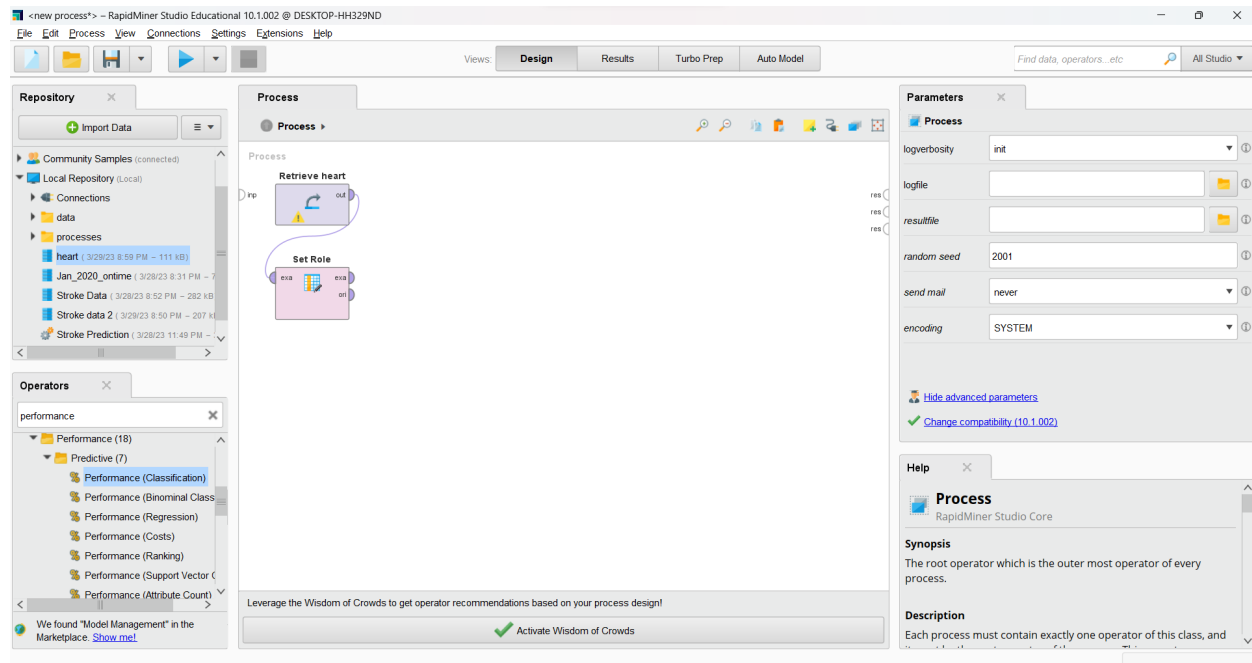 <new process*> – RapidMiner Studio Educational 10.1.002 @ DESKTOP-HH329ND
File Edit Process View Connections Settings Extensions Help
Views: Design Results Turbo Prep Auto Model
Find data, operators...etc
All Studio
Repository
Import Data
Community Samples (connected)
Local Repository (Local)
Connections
data
processes
heart ( 3/29/23 8:59 PM – 111 kB)
Jan_2020_ontime ( 3/28/23 8:31 PM – 7
Stroke Data ( 3/28/23 8:52 PM – 282 kB
Stroke data 2 ( 3/29/23 8:50 PM – 207 k
Stroke Prediction ( 3/28/23 11:49 PM –
Operators
performance
Performance (18)
Predictive (7)
Performance (Classification)
Performance (Binominal Class
Performance (Regression)
Performance (Costs)
Performance (Ranking)
Performance (Support Vector C
Performance (Attribute Count)
We found "Model Management" in the
Marketplace. Show me!
Process
Process
Process
Retrieve heart
inp
out
Set Role
exa
exa
ori
res
res
res
Leverage the Wisdom of Crowds to get operator recommendations based on your process design!
Activate Wisdom of Crowds
Parameters
Process
logverbosity init
logfile
resultfile
random seed 2001
send mail never
encoding SYSTEM
Hide advanced parameters
Change compatibility (10.1.002)
Help
Process
RapidMiner Studio Core
Synopsis
The root operator which is the outer most operator of every
process.
Description
Each process must contain exactly one operator of this class, and